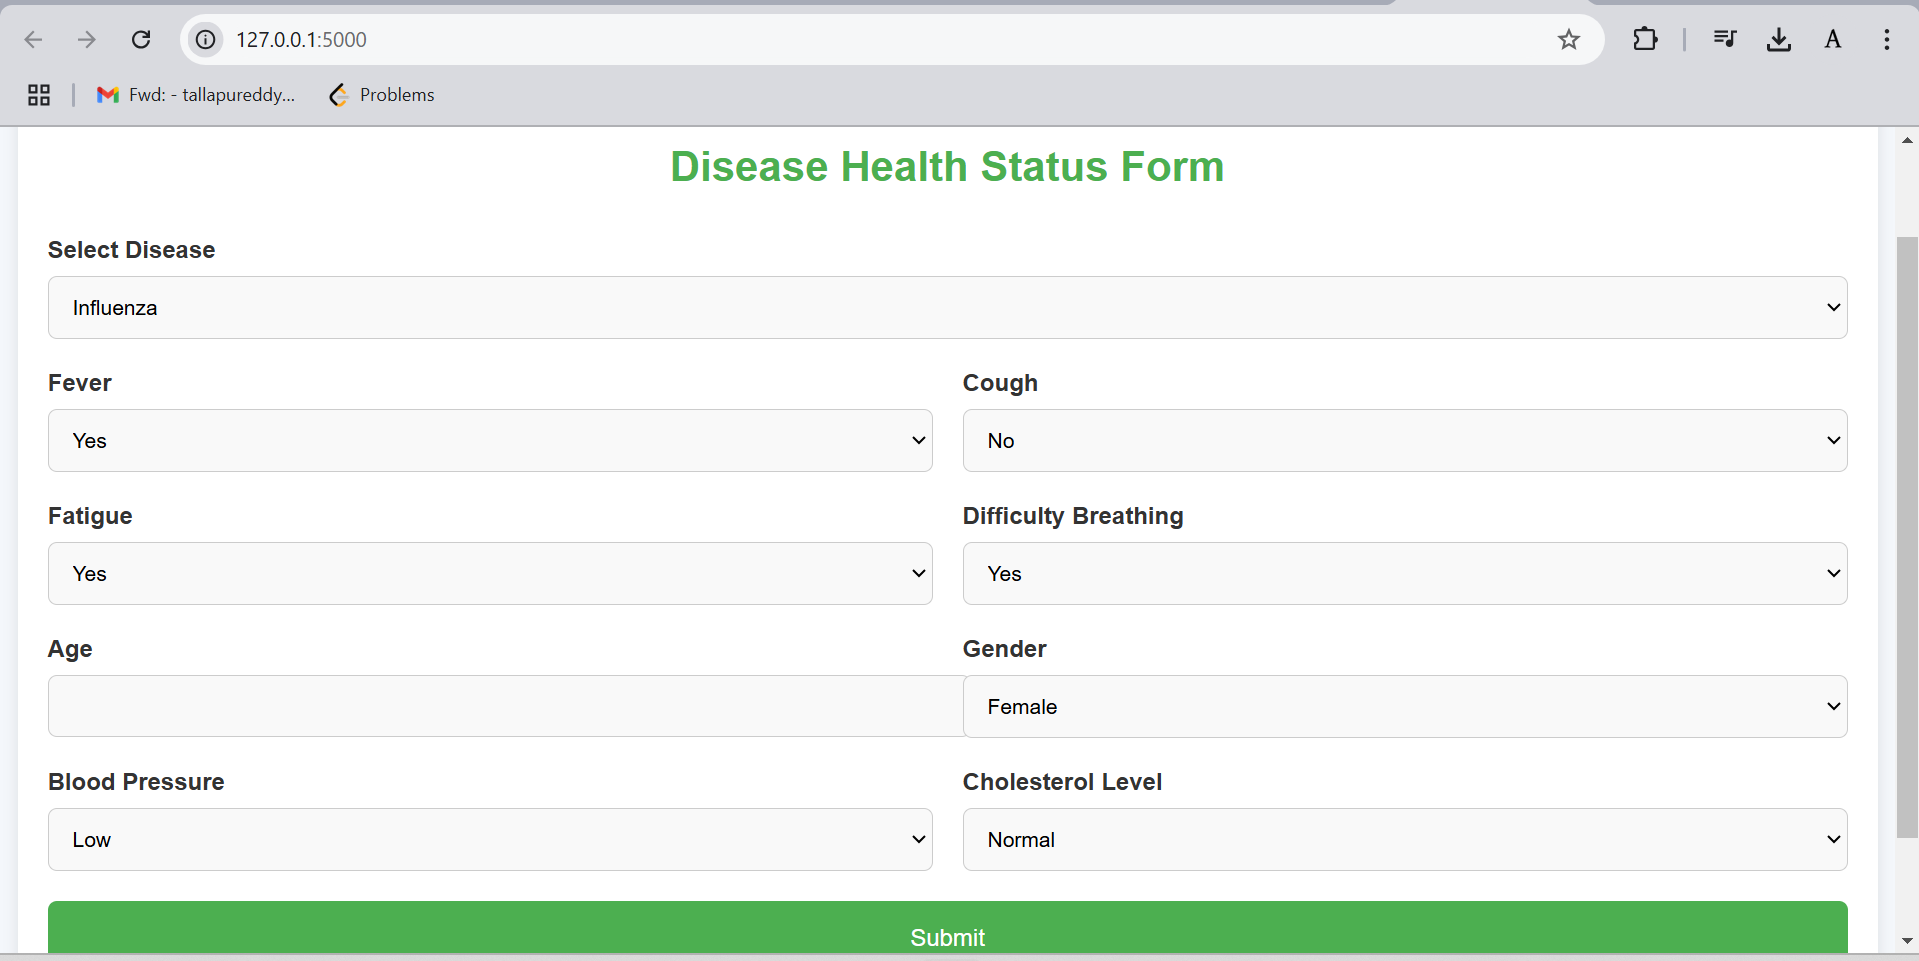 127.0.0.1:5000
A
Fwd: - tallapureddy...
Problems
Disease Health Status Form
Select Disease
Influenza
Fever
Cough
Yes
No
Fatigue
Difficulty Breathing
Yes
Yes
Age
Gender
Female
Blood Pressure
Cholesterol Level
Low
Normal
Submit